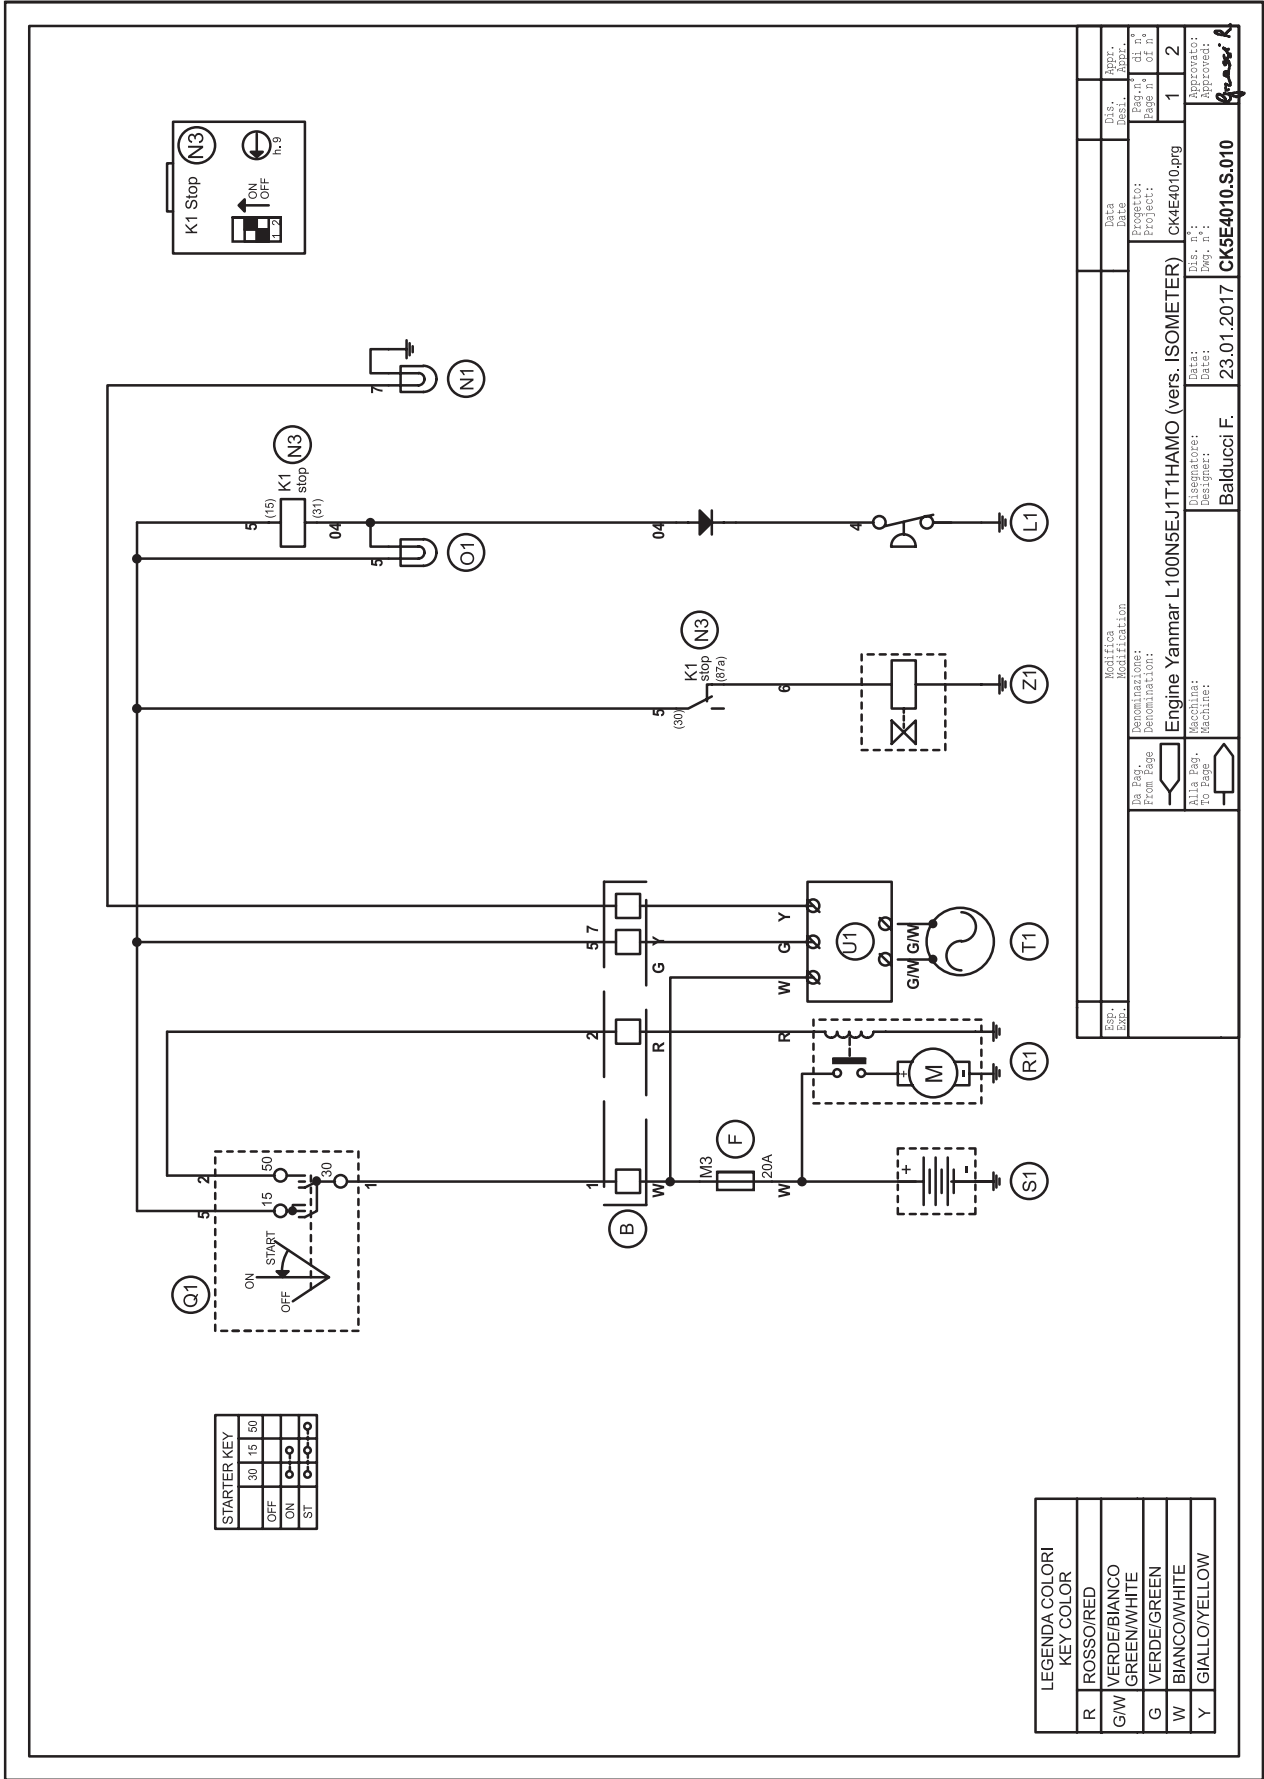 STARTER KEY
30 15 50
OFF
ON
ST
Q1
ON
OFF
START
15
50
30
5
2
1
B
1
W
2
R
5
7
G
Y
M3
F
20A
W
R
W
G
Y
U1
G/W
G/W
+
-
S1
+
M
-
R1
T1
5
(30)
K1
stop
(87a)
N3
6
Z1
5
(15)
K1
stop
N3
(31)
04
5
O1
04
4
L1
7
N1
K1 Stop
N3
ON
OFF
1 2
h.9
LEGENDA COLORI
KEY COLOR
R ROSSO/RED
G/W VERDE/BIANCO
GREEN/WHITE
G VERDE/GREEN
W BIANCO/WHITE
Y GIALLO/YELLOW
Esp.
Exp.
Modifica
Modification
Data
Date
Dis.
Desi.
Appr.
Appr.
Da Pag.
From Page
Denominazione:
Denomination:
Engine Yanmar L100N5EJ1T1HAMO (vers. ISOMETER)
Progetto:
Project:
CK4E4010.prg
Pag.n°
Page n°
1
di n°
of n°
2
Alla Pag.
To Page
Macchina:
Machine:
Disegnatore:
Designer:
Balducci F.
Data:
Date:
23.01.2017
Dis. n°:
Dwg. n°:
CK5E4010.S.010
Approvato:
Approved:
Grassi R.